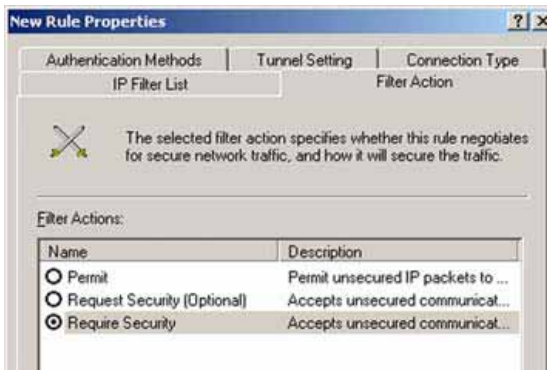 New Rule Properties
Authentication Methods Tunnel Setting Connection Type
IP Filter List Filter Action
The selected filter action specifies whether this rule negotiates
for secure network traffic, and how it will secure the traffic.
Filter Actions:
Name Description
Permit Permit unsecured IP packets to ...
Request Security (Optional) Accepts unsecured communicat...
Require Security Accepts unsecured communicat...